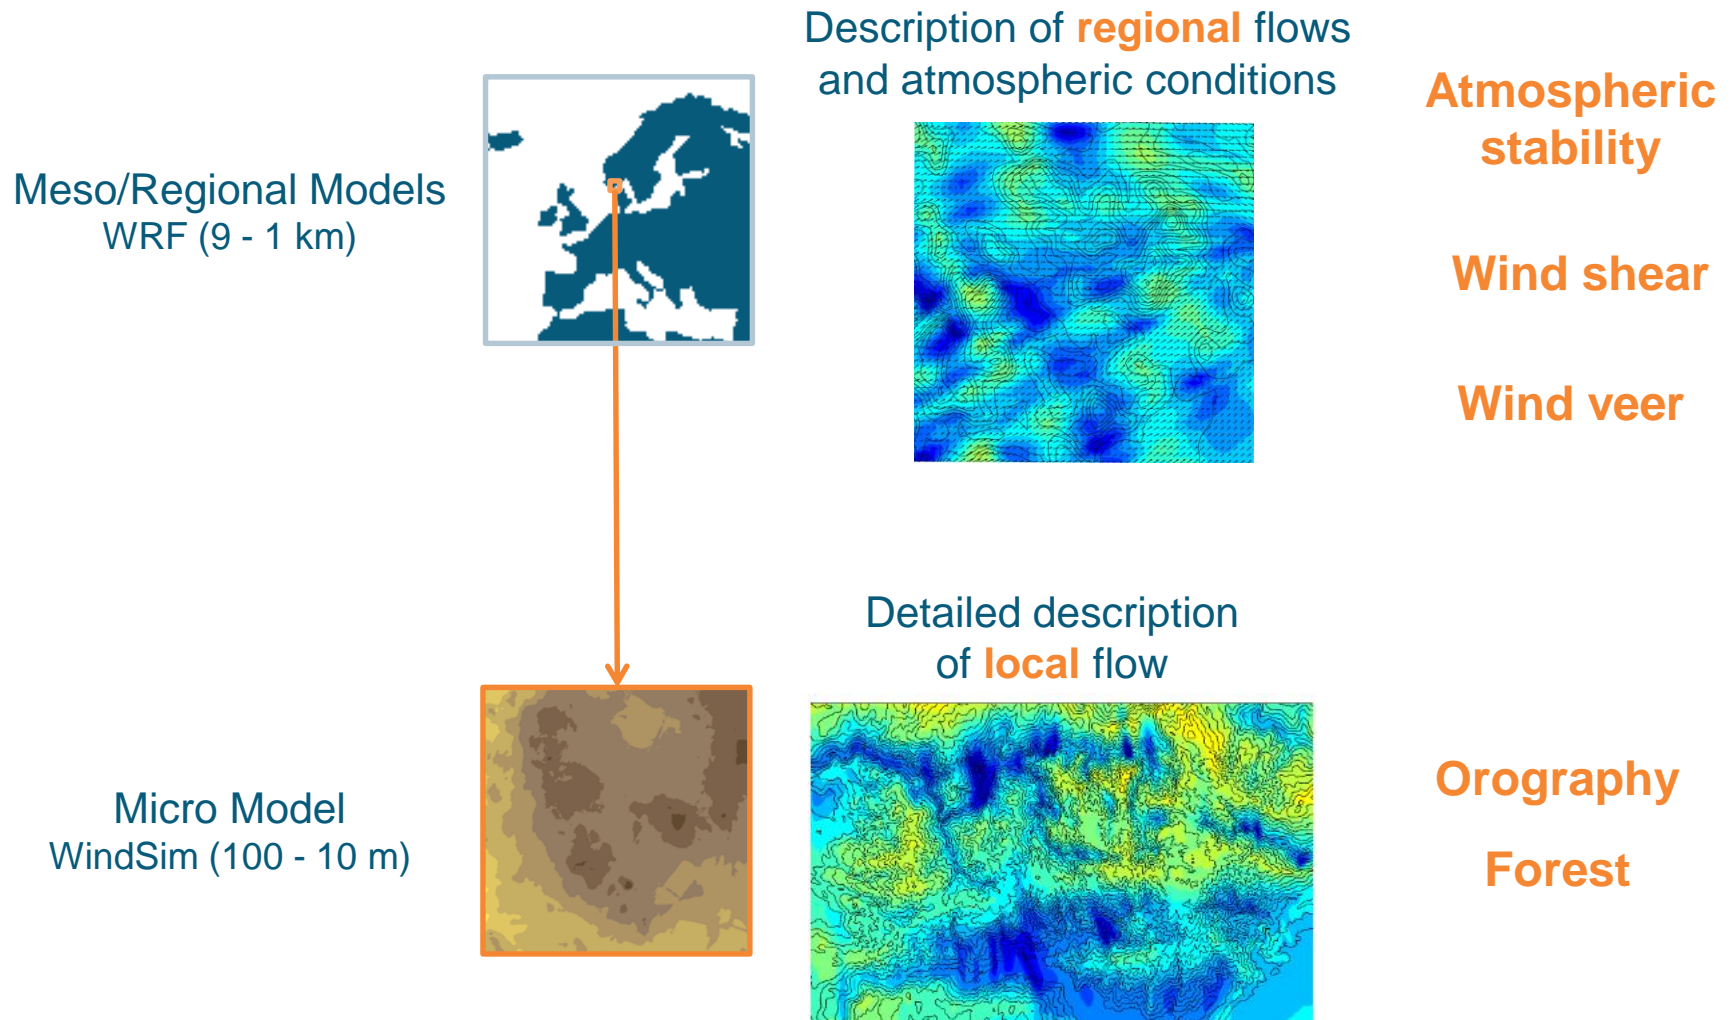 Description of regional flows
and atmospheric conditions
Atmospheric
stability
Meso/Regional Models
WRF (9 - 1 km)
Wind shear
Wind veer
Detailed description
of local flow
Micro Model
WindSim (100 - 10 m)
Orography
Forest